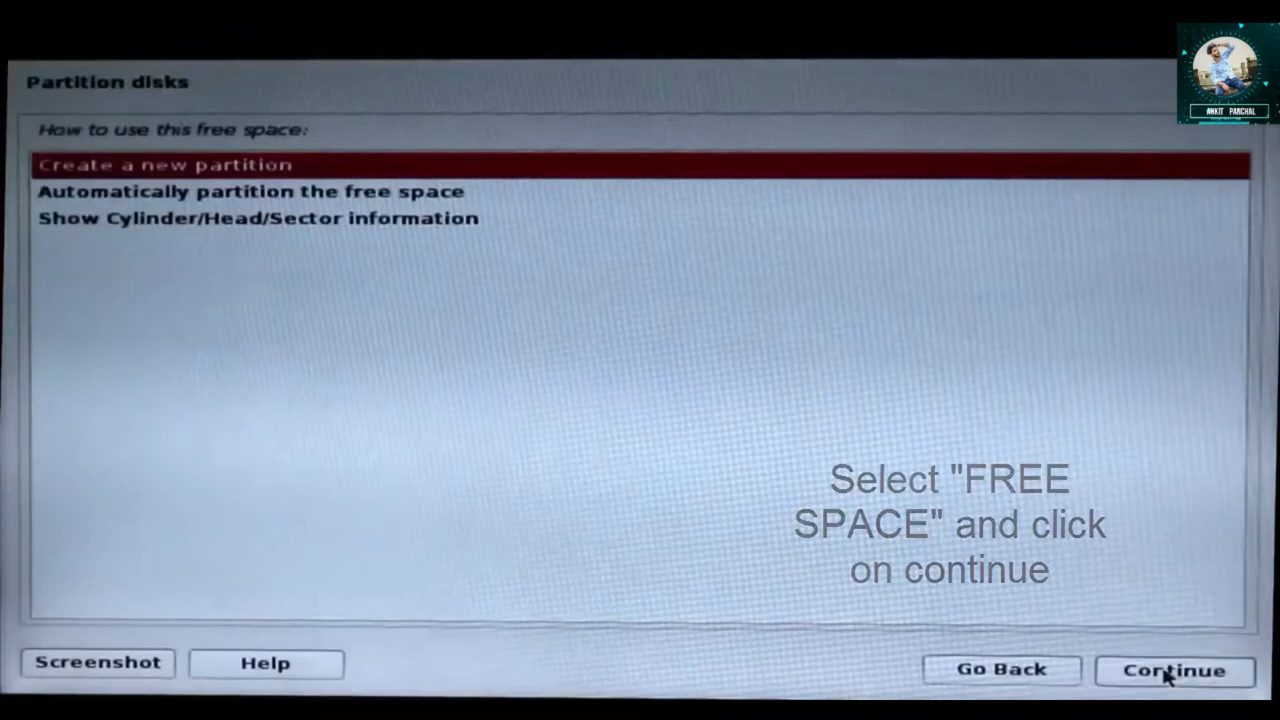 ANKIT PANCHAL
Partition disks
How to use this free space:
Create a new partition
Automatically partition the free space
Show Cylinder/Head/Sector information
Select "FREE
SPACE" and click
on continue
Screenshot
Help
Go Back
Continue